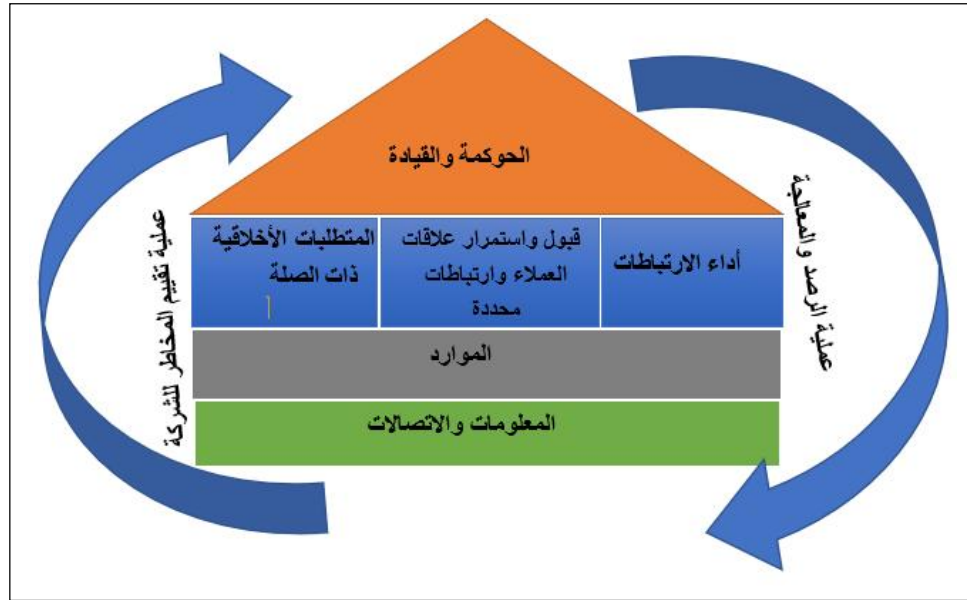 الحوكمة والقيادة
عملية الرصد والمعالجة
أداء الارتباطات
قبول واستمرار علاقات
العملاء وارتباطات
محددة
المتطلبات الأخلاقية
ذات الصلة
عملية تقييم المخاطر للشركة
الموارد
المعلومات والاتصالات